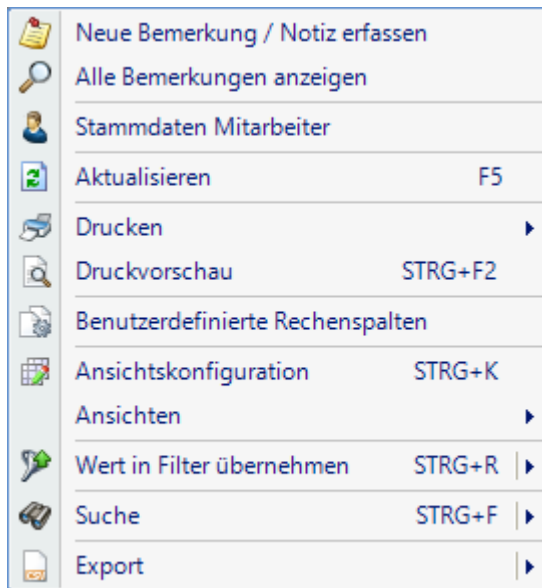 Neue Bemerkung / Notiz erfassen
Alle Bemerkungen anzeigen
Stammdaten Mitarbeiter
Aktualisieren F5
Drucken
Druckvorschau STRG+F2
Benutzerdefinierte Rechenspalten
Ansichtskonfiguration STRG+K
Ansichten
Wert in Filter übernehmen STRG+R
Suche STRG+F
Export